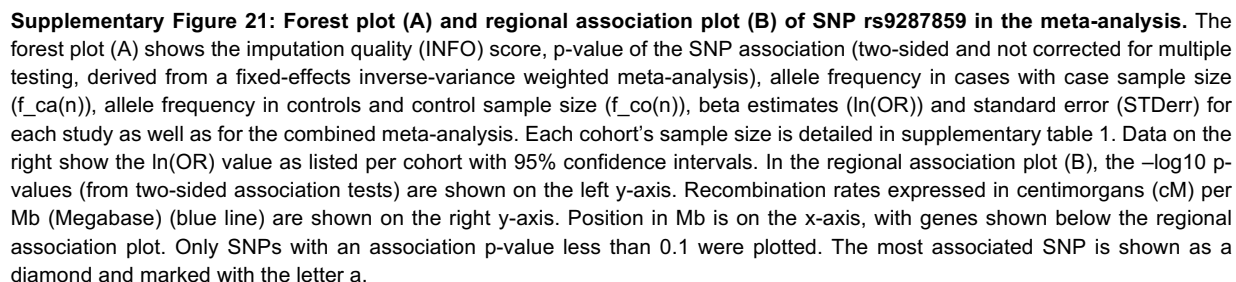 Supplementary Figure 21: Forest plot (A) and regional association plot (B) of SNP rs9287859 in the meta-analysis. The
forest plot (A) shows the imputation quality (INFO) score, p-value of the SNP association (two-sided and not corrected for multiple
testing, derived from a fixed-effects inverse-variance weighted meta-analysis), allele frequency in cases with case sample size
(f_ca(n)), allele frequency in controls and control sample size (f_co(n)), beta estimates (ln(OR)) and standard error (STDerr) for
each study as well as for the combined meta-analysis. Each cohort's sample size is detailed in supplementary table 1. Data on the
right show the ln(OR) value as listed per cohort with 95% confidence intervals. In the regional association plot (B), the –log10 p-
values (from two-sided association tests) are shown on the left y-axis. Recombination rates expressed in centimorgans (cM) per
Mb (Megabase) (blue line) are shown on the right y-axis. Position in Mb is on the x-axis, with genes shown below the regional
association plot. Only SNPs with an association p-value less than 0.1 were plotted. The most associated SNP is shown as a
diamond and marked with the letter a.